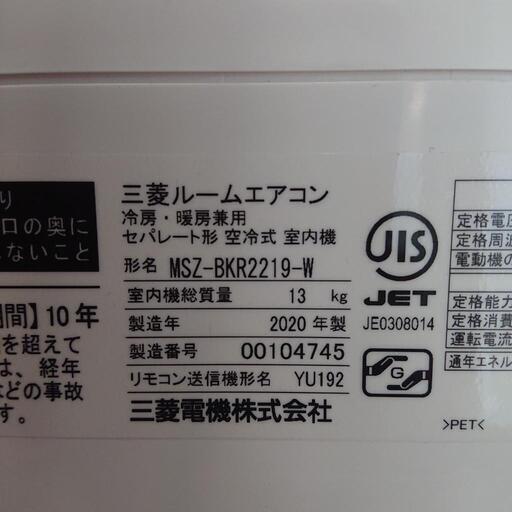 り
口の奥に
ないこと
間】10年
を超えて
は、経年
などの事故
す。
三菱ルームエアコン
冷房・暖房兼用
セパレート形 空冷式 室内機
形名 MSZ-BKR2219-W
室内機総質量 13 kg
製造年 2020 年製
製造番号 00104745
リモコン送信機形名 YU192
三菱電機株式会社
JIS
JET
JE0308014
G
定格電圧
定格周波
電動機の
定格能力
定格消費
運転電流
通年エネル
>PET<